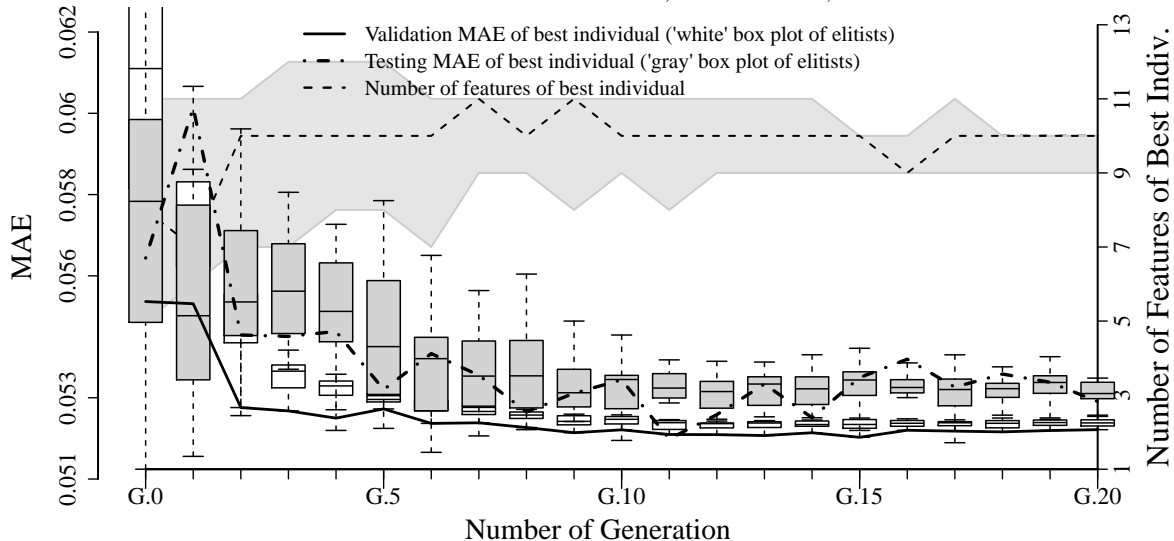 Validation MAE of best individual ('white' box plot of elitists)
Testing MAE of best individual ('gray' box plot of elitists)
Number of features of best individual
MAE
0.062
0.06
0.058
0.056
0.053
0.051
13
11
9
7
5
3
1
Number of Features of Best Indiv.
G.0
G.5
G.10
G.15
G.20
Number of Generation